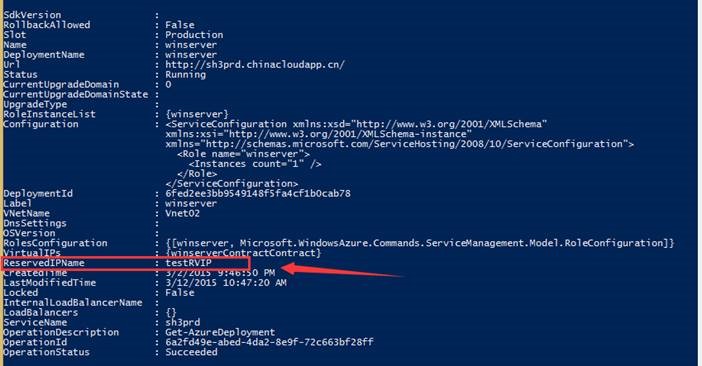 SdkVersion :
RollbackAllowed : False
Slot : Production
Name : winserver
DeploymentName : winserver
Url : http://sh3prd.chinacloudapp.cn/
Status : Running
CurrentUpgradeDomain : 0
CurrentUpgradeDomainState :
UpgradeType :
RoleInstanceList : {winserver}
Configuration : <ServiceConfiguration xmlns:xsd="http://www.w3.org/2001/XMLSchema"
xmlns:xsi="http://www.w3.org/2001/XMLSchema-instance"
xmlns="http://schemas.microsoft.com/ServiceHosting/2008/10/ServiceConfiguration">
<Role name="winserver">
<Instances count="1" />
</Role>
</ServiceConfiguration>
DeploymentId : 6fed2ee3bb9549148f5fa4cf1b0cab78
Label : winserver
VNetName : Vnet02
DnsSettings :
OSVersion :
RolesConfiguration : {[winserver, Microsoft.WindowsAzure.Commands.ServiceManagement.Model.RoleConfiguration]}
VirtualIPs : {winserverContractContract}
ReservedIPName : testRVIP
CreatedTime : 3/2/2015 9:46:50 PM
LastModifiedTime : 3/12/2015 10:47:20 AM
Locked : False
InternalLoadBalancerName :
LoadBalancers : {}
ServiceName : sh3prd
OperationDescription : Get-AzureDeployment
OperationId : 6a2fd49e-abed-4da2-8e9f-72c663bf28ff
OperationStatus : Succeeded